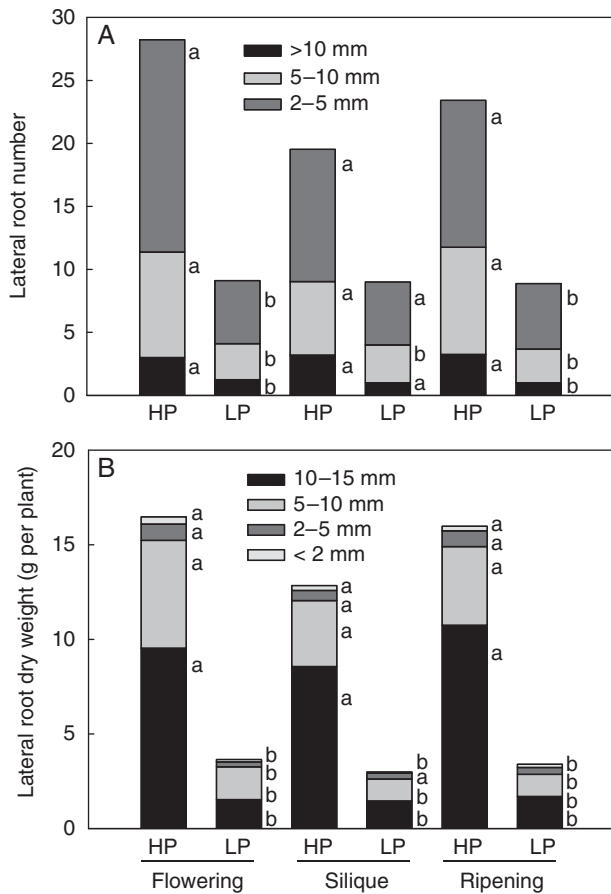 30
A
>10 mm
5–10 mm
2–5 mm
25
20
15
10
5
0
Lateral root number
a
a
a
b
b
b
a
a
a
a
b
a
a
a
a
b
b
b
HP LP HP LP HP LP
20
B
10–15 mm
5–10 mm
2–5 mm
< 2 mm
15
10
5
0
Lateral root dry weight (g per plant)
a
a
a
a
b
b
b
b
a
a
a
a
b
a
b
b
a
a
a
a
b
b
b
b
HP LP HP LP HP LP
Flowering Silique Ripening